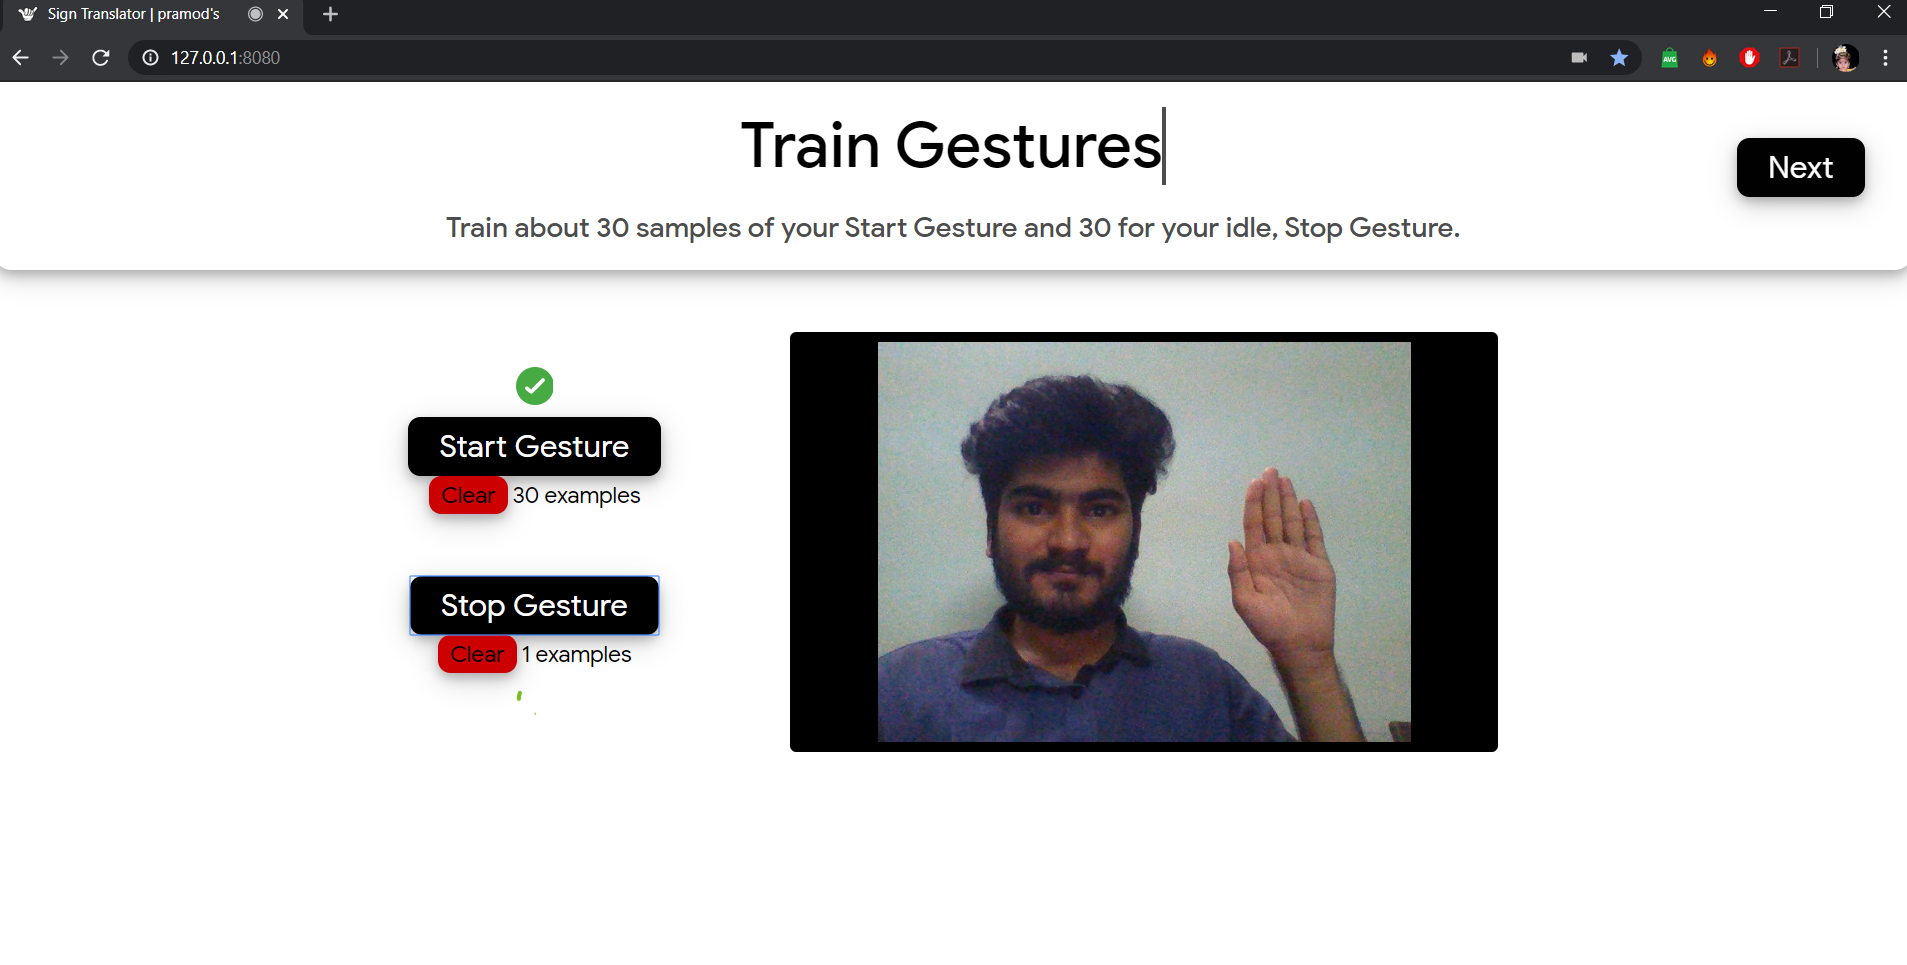 Sign Translator | pramod's
127.0.0.1:8080
AVG
Train Gestures
Next
Train about 30 samples of your Start Gesture and 30 for your idle, Stop Gesture.
Start Gesture
Clear 30 examples
Stop Gesture
Clear 1 examples